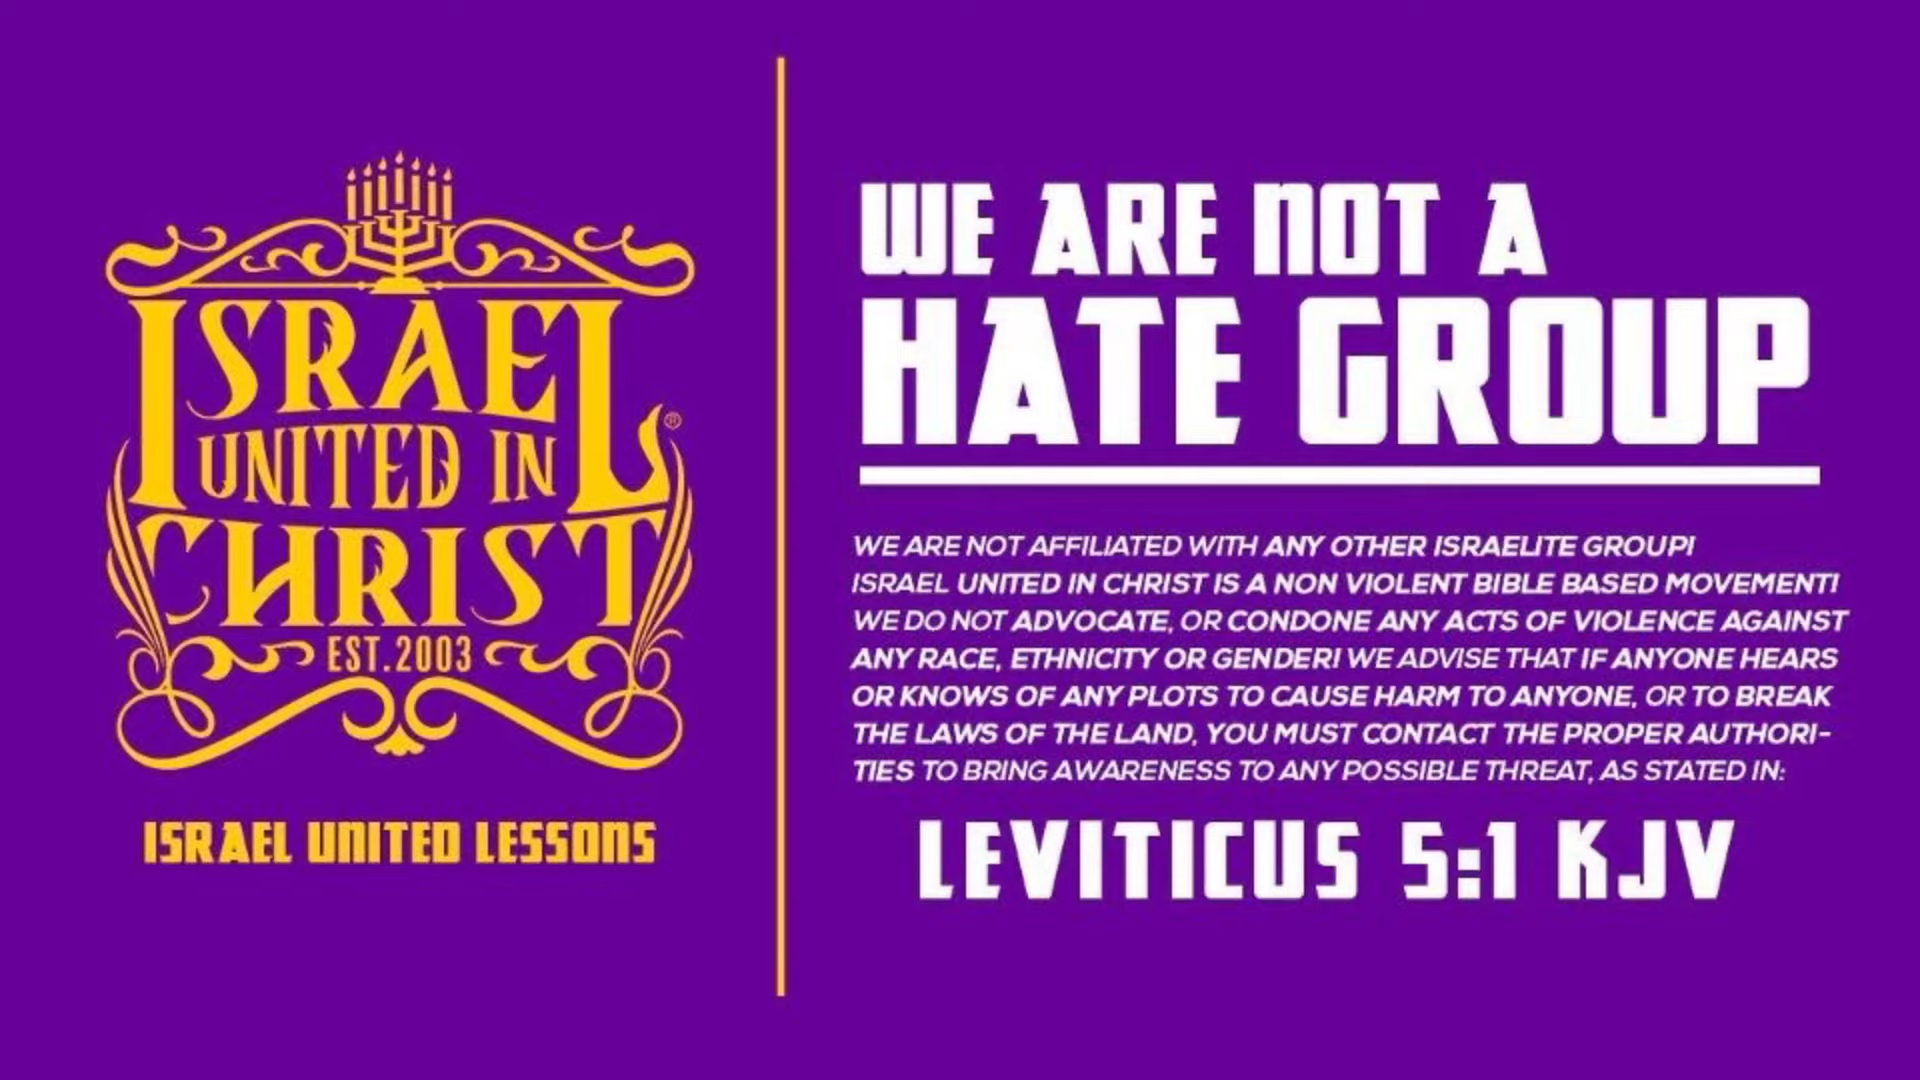 ISRAEL
UNITED IN
CHRIST
®
EST.2003
ISRAEL UNITED LESSONS
WE ARE NOT A
HATE GROUP
WE ARE NOT AFFILIATED WITH ANY OTHER ISRAELITE GROUP!
ISRAEL UNITED IN CHRIST IS A NON VIOLENT BIBLE BASED MOVEMENT!
WE DO NOT ADVOCATE, OR CONDONE ANY ACTS OF VIOLENCE AGAINST
ANY RACE, ETHNICITY OR GENDER! WE ADVISE THAT IF ANYONE HEARS
OR KNOWS OF ANY PLOTS TO CAUSE HARM TO ANYONE, OR TO BREAK
THE LAWS OF THE LAND, YOU MUST CONTACT THE PROPER AUTHORI-
TIES TO BRING AWARENESS TO ANY POSSIBLE THREAT, AS STATED IN:
LEVITICUS 5:1 KJV